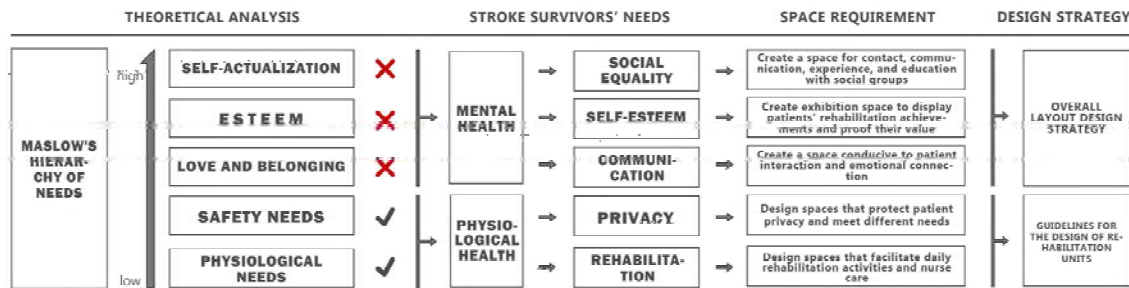 THEORETICAL ANALYSIS
STROKE SURVIVORS' NEEDS
SPACE REQUIREMENT
DESIGN STRATEGY
MASLOW'S
HIERAR-
CHY OF
NEEDS
high
low
SELF-ACTUALIZATION
ESTEEM
LOVE AND BELONGING
SAFETY NEEDS
PHYSIOLOGICAL
NEEDS
MENTAL
HEALTH
PHYSIO-
LOGICAL
HEALTH
SOCIAL
EQUALITY
SELF-ESTEEM
COMMUNI-
CATION
PRIVACY
REHABILITA-
TION
Create a space for contact, commu-
nication, experience, and education
with social groups
Create exhibition space to display
patients' rehabilitation achieve-
ments and proof their value
Create a space conducive to patient
interaction and emotional connec-
tion
Design spaces that protect patient
privacy and meet different needs
Design spaces that facilitate daily
rehabilitation activities and nurse
care
OVERALL
LAYOUT DESIGN
STRATEGY
GUIDELINES FOR
THE DESIGN OF RE-
HABILITATION
UNITS